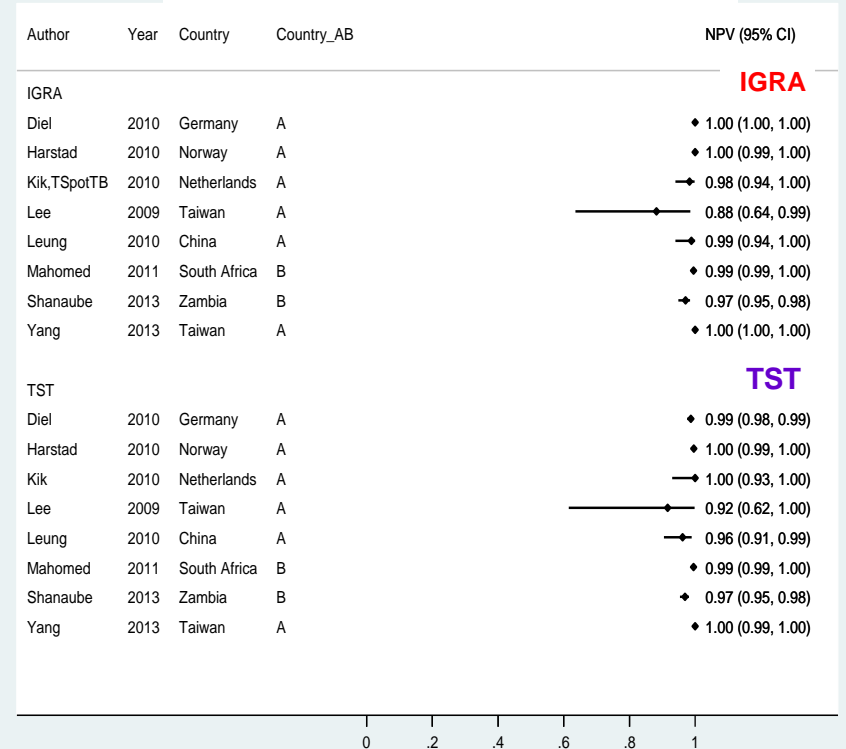 Author Year Country Country_AB NPV (95% CI)
IGRA
IGRA
Diel 2010 Germany A 1.00 (1.00, 1.00)
Harstad 2010 Norway A 1.00 (0.99, 1.00)
Kik,TSpotTB 2010 Netherlands A 0.98 (0.94, 1.00)
Lee 2009 Taiwan A 0.88 (0.64, 0.99)
Leung 2010 China A 0.99 (0.94, 1.00)
Mahomed 2011 South Africa B 0.99 (0.99, 1.00)
Shanaube 2013 Zambia B 0.97 (0.95, 0.98)
Yang 2013 Taiwan A 1.00 (1.00, 1.00)
TST
TST
Diel 2010 Germany A 0.99 (0.98, 0.99)
Harstad 2010 Norway A 1.00 (0.99, 1.00)
Kik 2010 Netherlands A 1.00 (0.93, 1.00)
Lee 2009 Taiwan A 0.92 (0.62, 1.00)
Leung 2010 China A 0.96 (0.91, 0.99)
Mahomed 2011 South Africa B 0.99 (0.99, 1.00)
Shanaube 2013 Zambia B 0.97 (0.95, 0.98)
Yang 2013 Taiwan A 1.00 (0.99, 1.00)
0 .2 .4 .6 .8 1